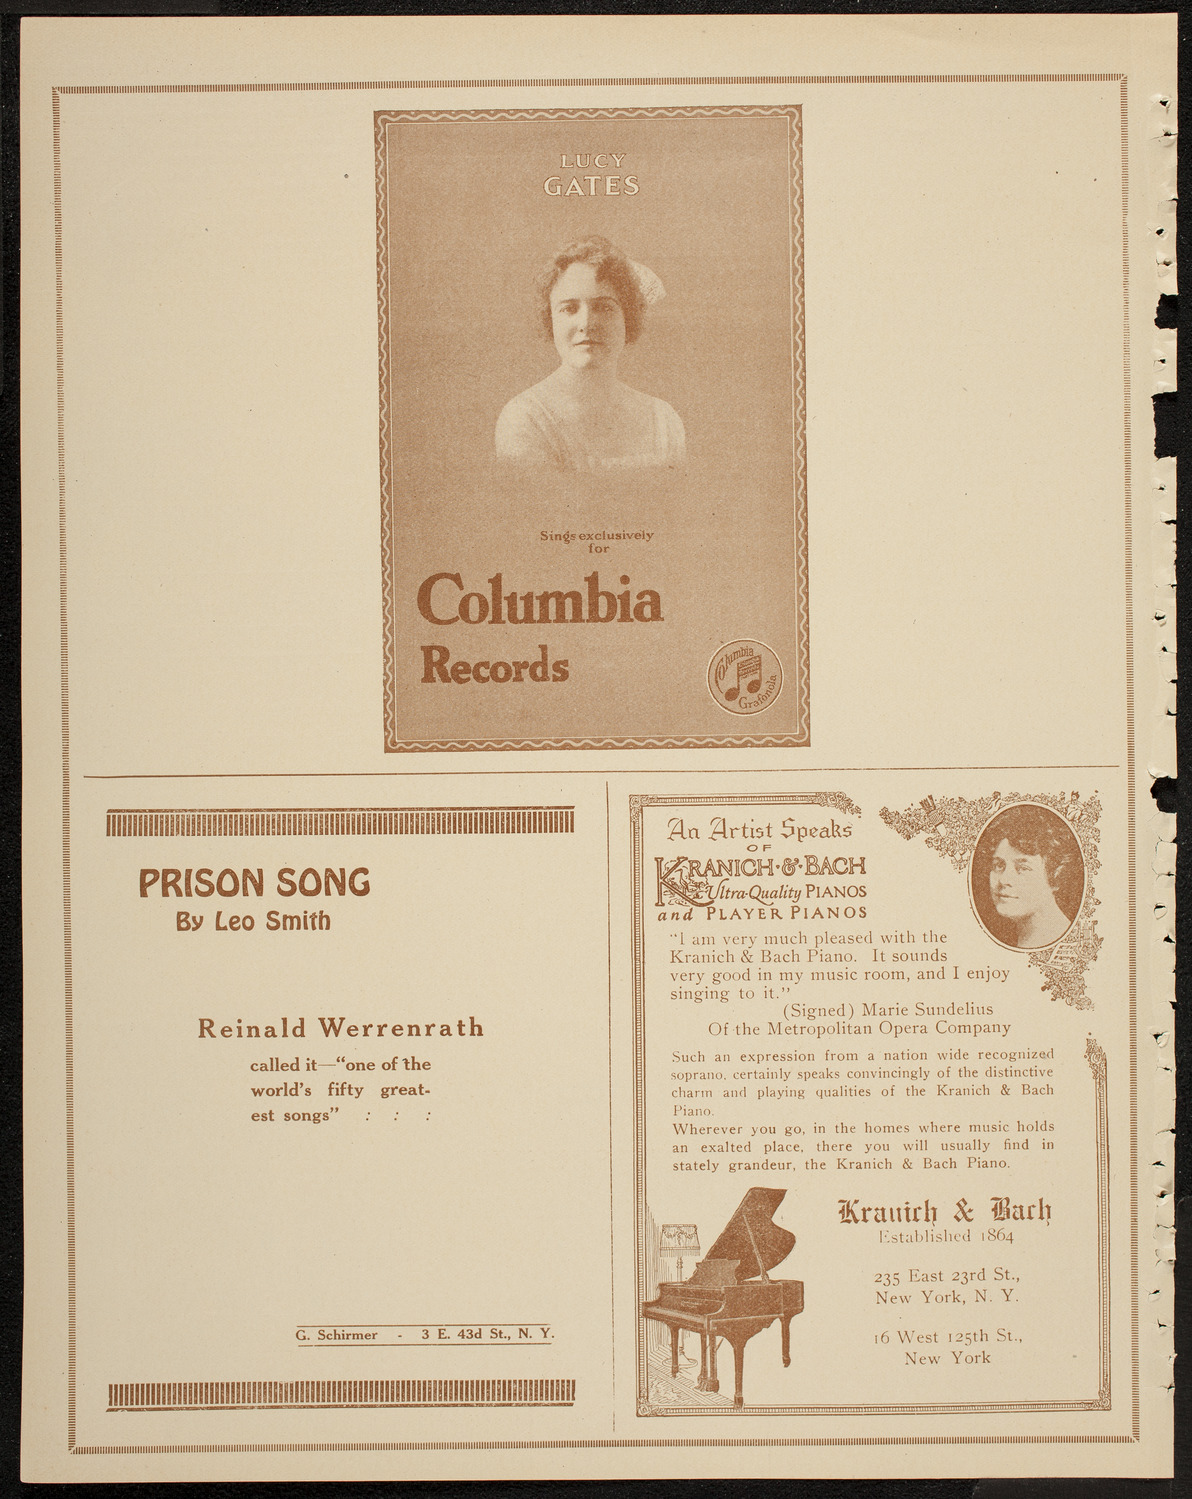 LUCY
GATES
Sings exclusively
for
Columbia
Records
Columbia
Grafonola
PRISON SONG
By Leo Smith
Reinald Werrenrath
called it—“one of the
world’s fifty great-
est songs” : : :
G. Schirmer - 3 E. 43d St., N. Y.
An Artist Speaks
OF
KRANICH·&·BACH
Ultra-Quality PIANOS
and PLAYER PIANOS
“I am very much pleased with the
Kranich & Bach Piano. It sounds
very good in my music room, and I enjoy
singing to it.”
(Signed) Marie Sundelius
Of the Metropolitan Opera Company
Such an expression from a nation wide recognized
soprano, certainly speaks convincingly of the distinctive
charm and playing qualities of the Kranich & Bach
Piano.
Wherever you go, in the homes where music holds
an exalted place, there you will usually find in
stately grandeur, the Kranich & Bach Piano.
Kranich & Bach
Established 1864
235 East 23rd St.,
New York, N. Y.
16 West 125th St.,
New York